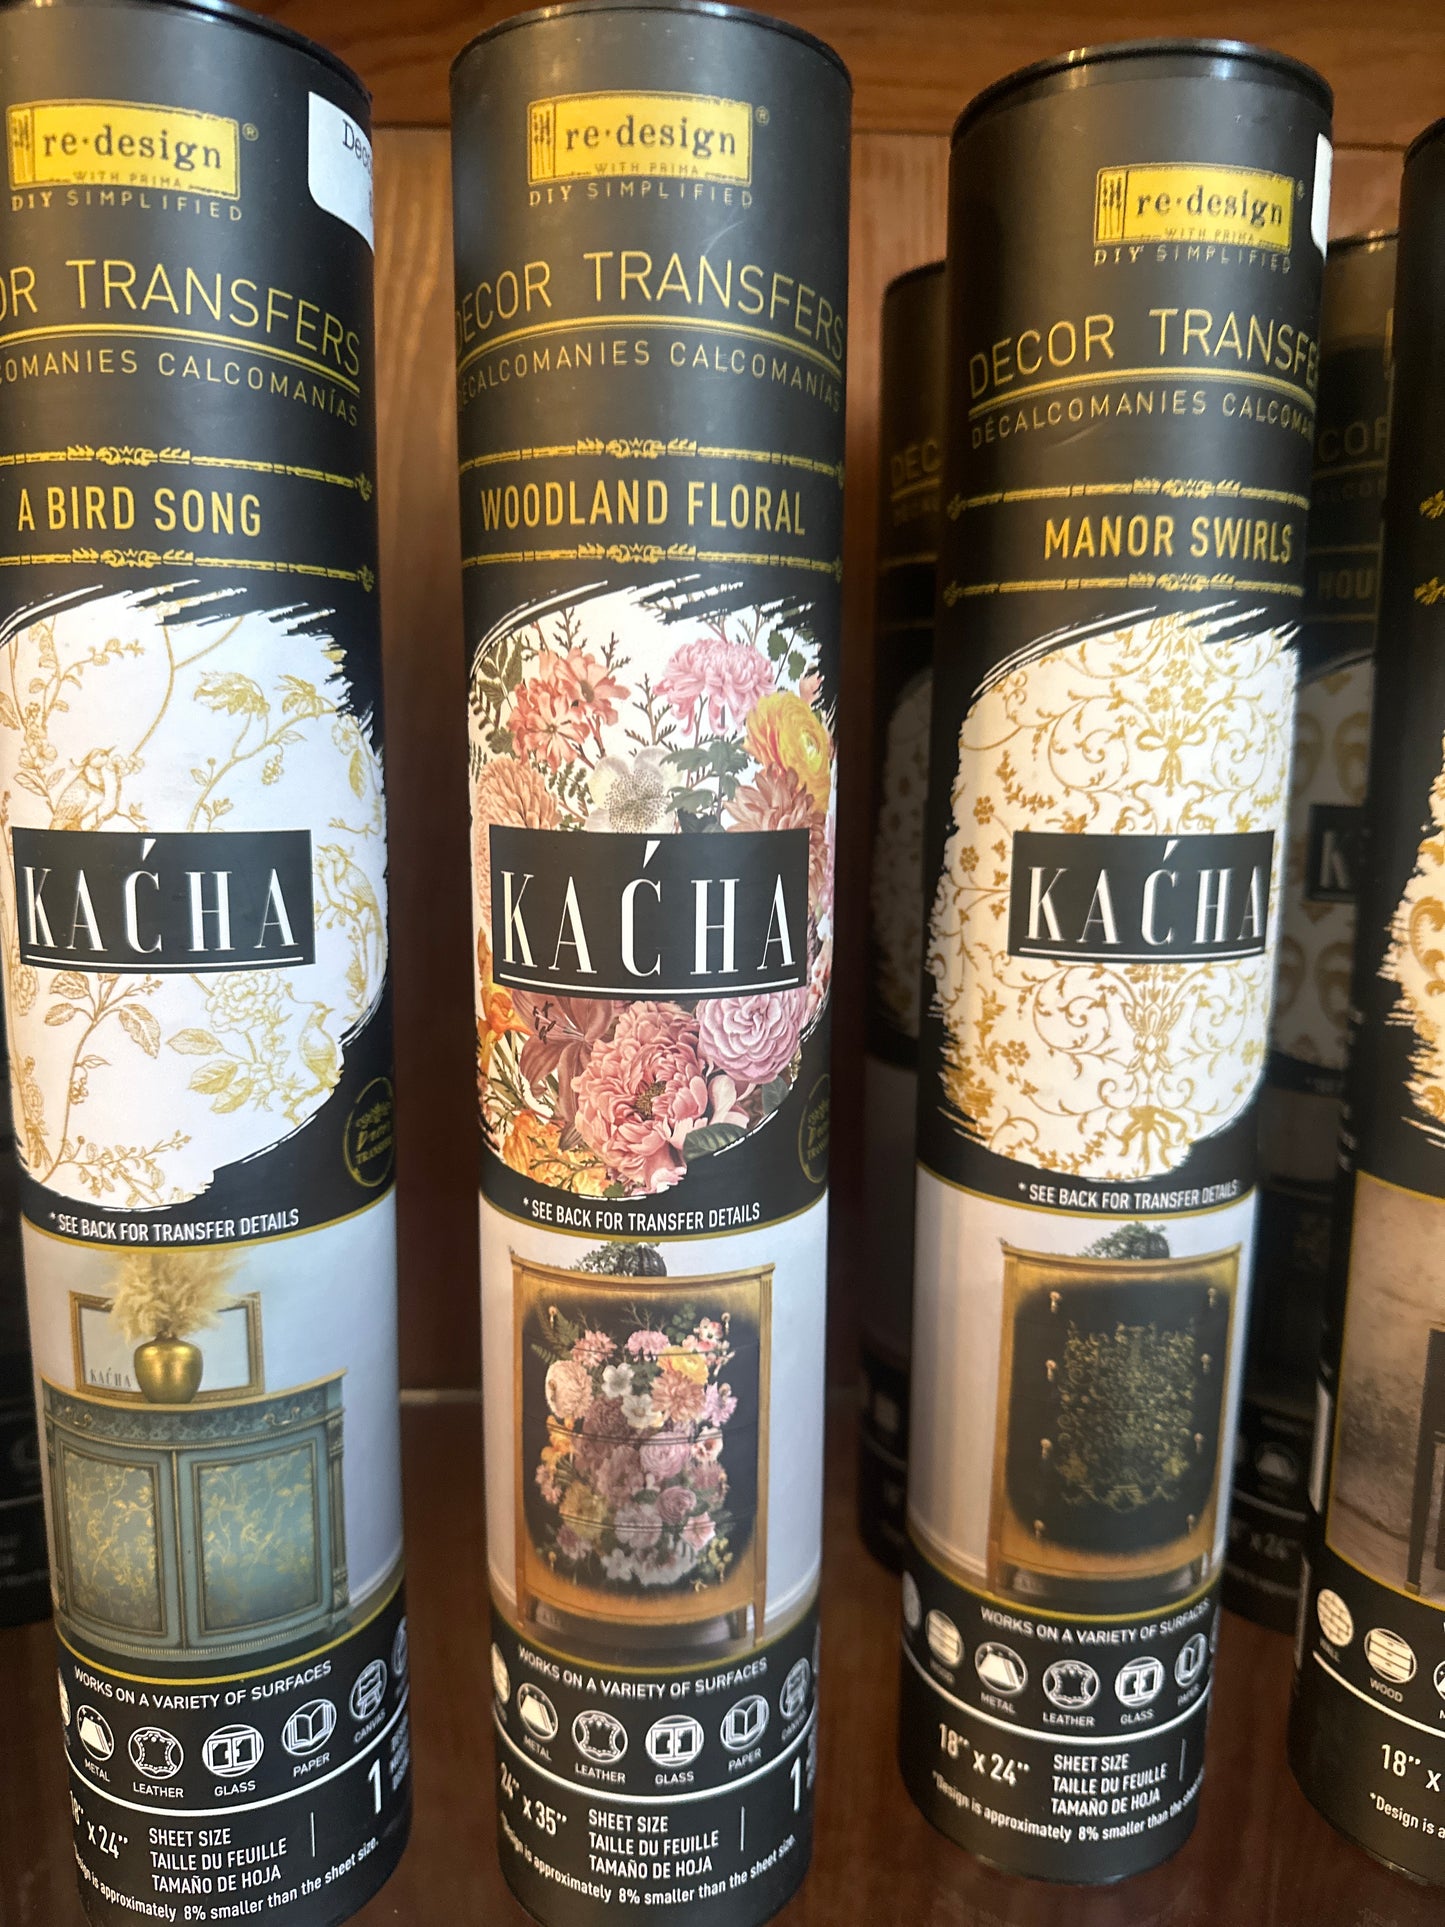 re·design®
WITH PRIMA
DIY SIMPLIFIED
TRANSFERS
CALCOMANÍAS
A BIRD SONG
KAĆHA
* SEE BACK FOR TRANSFER DETAILS
KAĆHA
WORKS ON A VARIETY OF SURFACES
METAL
LEATHER
GLASS
PAPER
CANVAS
x 24"
SHEET SIZE
TAILLE DU FEUILLE
TAMAÑO DE HOJA
1
is approximately 8% smaller than the sheet size.
re·design®
WITH PRIMA
DIY SIMPLIFIED
DECOR TRANSFERS
DÉCALCOMANIES CALCOMANÍAS
WOODLAND FLORAL
KAĆHA
* SEE BACK FOR TRANSFER DETAILS
WORKS ON A VARIETY OF SURFACES
METAL
LEATHER
GLASS
PAPER
CANVAS
24" x 35"
SHEET SIZE
TAILLE DU FEUILLE
TAMAÑO DE HOJA
1
is approximately 8% smaller than the sheet size.
re·design
WITH PRIMA
DIY SIMPLIFIED
DECOR
DÉCALCOMANIES
MANOR SWIRLS
KAĆHA
* SEE BACK FOR TRANSFER DETAILS
WORKS ON A VARIETY OF SURFACES
WOOD
METAL
LEATHER
GLASS
PAPER
18" x 24"
SHEET SIZE
TAILLE DU FEUILLE
TAMAÑO DE HOJA
*Design is approximately 8% smaller than the
WOOD
18" x
*Design is